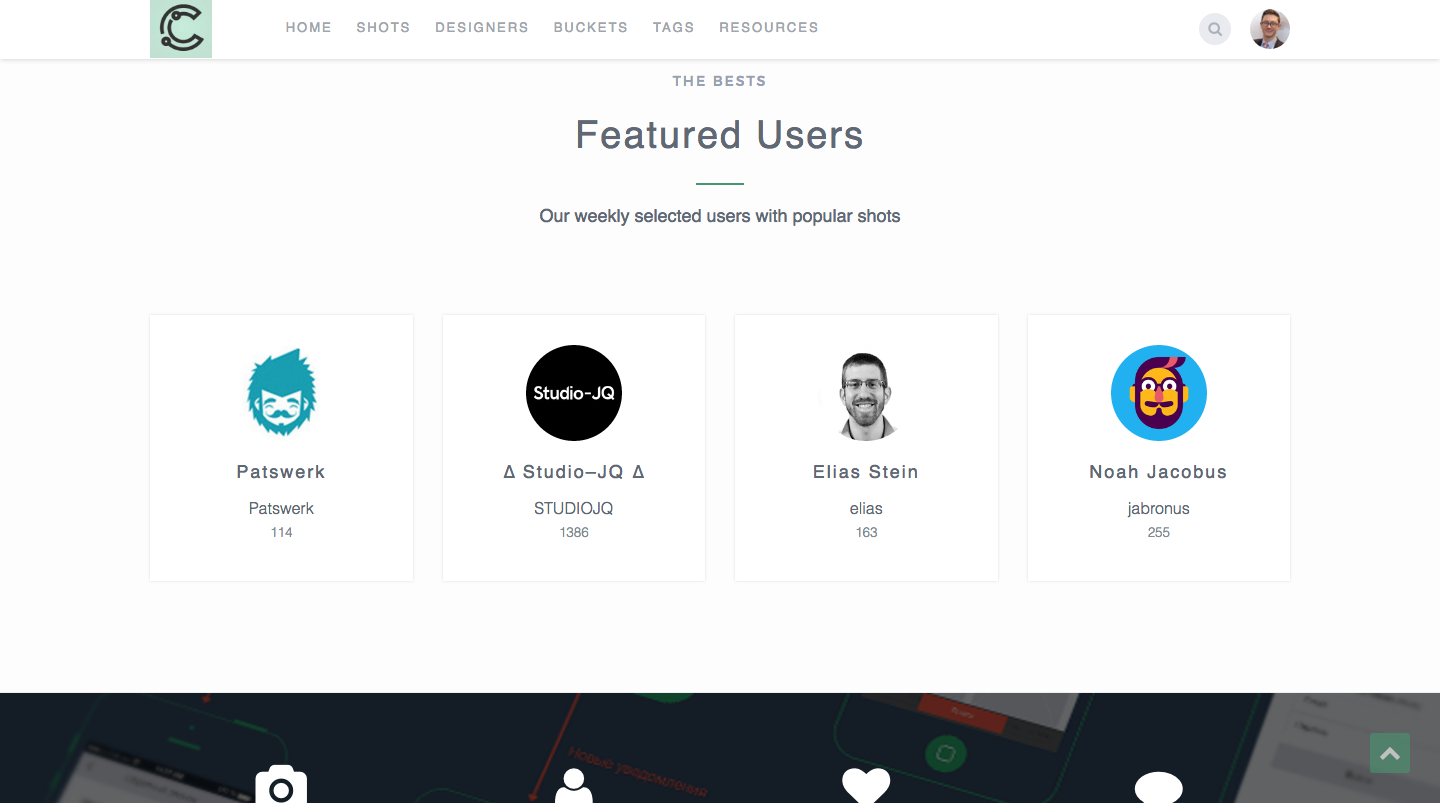 HOME SHOTS DESIGNERS BUCKETS TAGS RESOURCES
THE BESTS
Featured Users
Our weekly selected users with popular shots
Studio-JQ
Patswerk
Patswerk
114
Δ Studio–JQ Δ
STUDIOJQ
1386
Elias Stein
elias
163
Noah Jacobus
jabronus
255
Новые уведомления